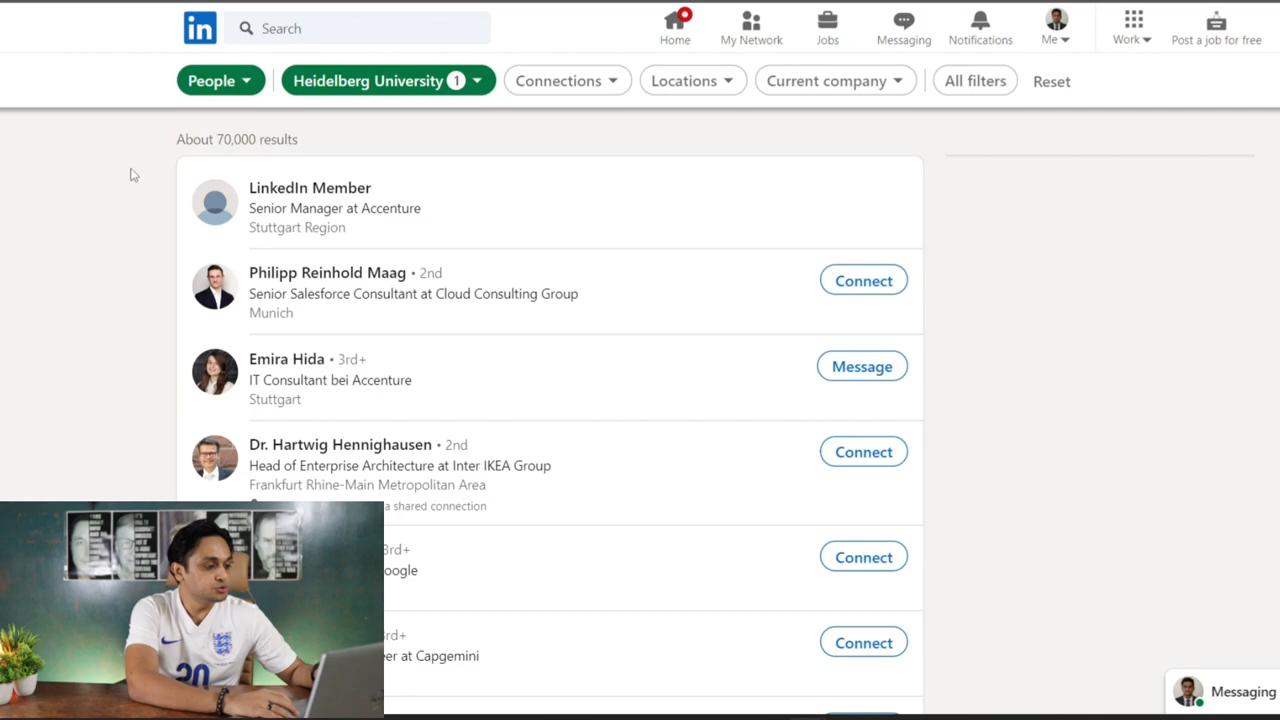 in
Search
Home
My Network
Jobs
Messaging
Notifications
Me
Work
Post a job for free
People
Heidelberg University 1
Connections
Locations
Current company
All filters
Reset
About 70,000 results
LinkedIn Member
Senior Manager at Accenture
Stuttgart Region
Philipp Reinhold Maag • 2nd
Senior Salesforce Consultant at Cloud Consulting Group
Munich
Connect
Emira Hida • 3rd+
IT Consultant bei Accenture
Stuttgart
Message
Dr. Hartwig Hennighausen • 2nd
Head of Enterprise Architecture at Inter IKEA Group
Frankfurt Rhine-Main Metropolitan Area
a shared connection
Connect
3rd+
oogle
Connect
rd+
er at Capgemini
Connect
20
Messaging